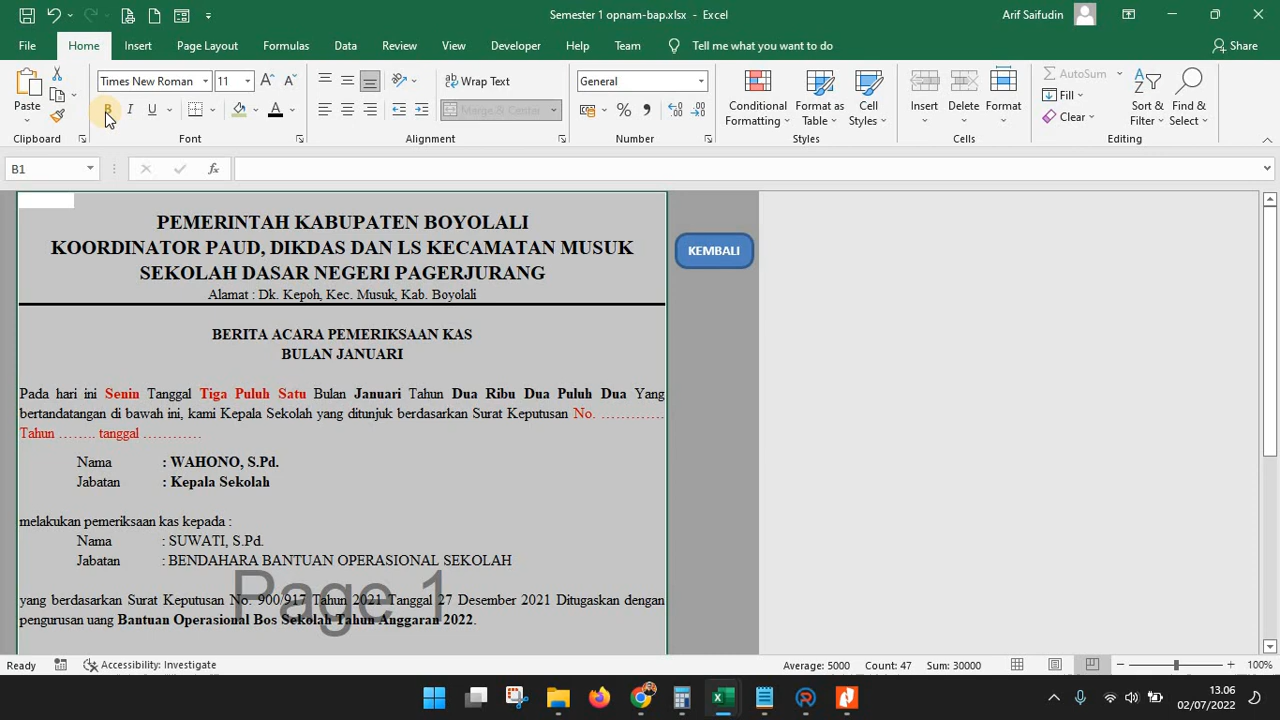 Semester 1 opnam-bap.xlsx - Excel
Arif Saifudin
File Home Insert Page Layout Formulas Data Review View Developer Help Team Tell me what you want to do Share
Times New Roman 11
Wrap Text
General
Merge & Center
Paste
Conditional Formatting
Format as Table
Cell Styles
Insert
Delete
Format
AutoSum
Fill
Clear
Sort & Filter
Find & Select
Clipboard Font Alignment Number Styles Cells Editing
B1
PEMERINTAH KABUPATEN BOYOLALI
KOORDINATOR PAUD, DIKDAS DAN LS KECAMATAN MUSUK
SEKOLAH DASAR NEGERI PAGERJURANG
Alamat : Dk. Kepoh, Kec. Musuk, Kab. Boyolali
KEMBALI
BERITA ACARA PEMERIKSAAN KAS
BULAN JANUARI
Pada hari ini Senin Tanggal Tiga Puluh Satu Bulan Januari Tahun Dua Ribu Dua Puluh Dua Yang
bertandatangan di bawah ini, kami Kepala Sekolah yang ditunjuk berdasarkan Surat Keputusan No. ………….
Tahun …….. tanggal …………
Nama : WAHONO, S.Pd.
Jabatan : Kepala Sekolah
melakukan pemeriksaan kas kepada :
Nama : SUWATI, S.Pd.
Jabatan : BENDAHARA BANTUAN OPERASIONAL SEKOLAH
Page 1
yang berdasarkan Surat Keputusan No. 900/917 Tahun 2021 Tanggal 27 Desember 2021 Ditugaskan dengan
pengurusan uang Bantuan Operasional Bos Sekolah Tahun Anggaran 2022.
Ready Accessibility: Investigate Average: 5000 Count: 47 Sum: 30000 100%
13.06
02/07/2022